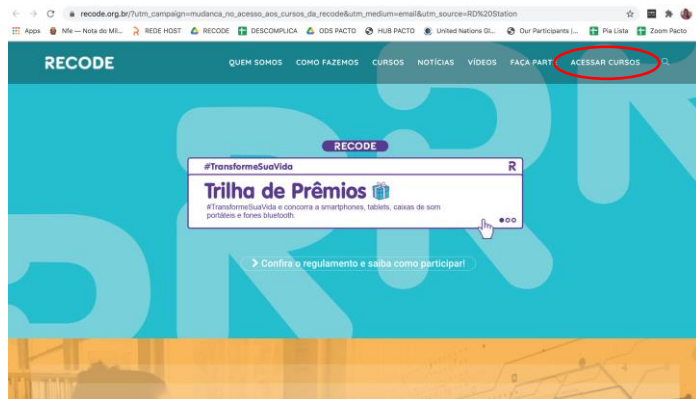 recode.org.br/?utm_campaign=mudanca_no_acesso_aos_cursos_da_recode&utm_medium=email&utm_source=RD%20Station
Apps Nfe — Nota do Mil... REDE HOST RECODE DESCOMPLICA ODS PACTO HUB PACTO United Nations Gl... Our Participants |... Pla Lista Zoom Pacto
RECODE QUEM SOMOS COMO FAZEMOS CURSOS NOTÍCIAS VÍDEOS FAÇA PART ACESSAR CURSOS
RECODE
#TransformeSuaVida R
Trilha de Prêmios
#TransformeSuaVida e concorra a smartphones, tablets, caixas de som
portáteis e fones bluetooth.
Confira o regulamento e saiba como participar!